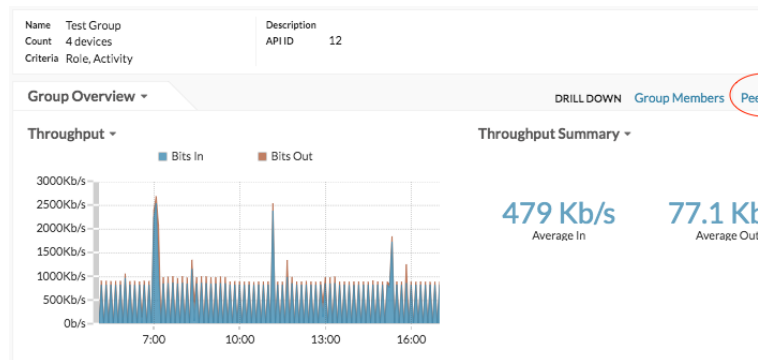 Name Test Group
Count 4 devices
Criteria Role, Activity
Description
API ID 12
Group Overview
DRILL DOWN Group Members
Throughput
Bits In Bits Out
3000Kb/s
2500Kb/s
2000Kb/s
1500Kb/s
1000Kb/s
500Kb/s
0b/s
7:00 10:00 13:00 16:00
Throughput Summary
479 Kb/s
Average In
77.1
Average Out